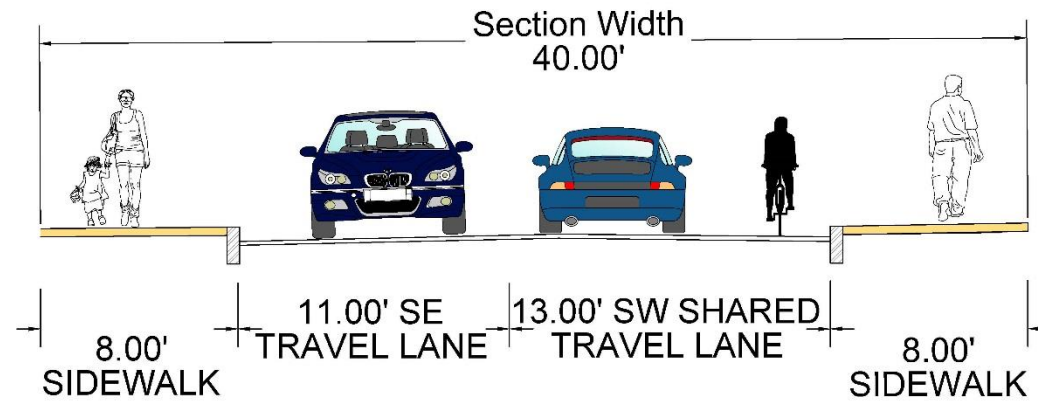 Section Width
40.00'
11.00' SE
TRAVEL LANE
13.00' SW SHARED
TRAVEL LANE
8.00'
SIDEWALK
8.00'
SIDEWALK